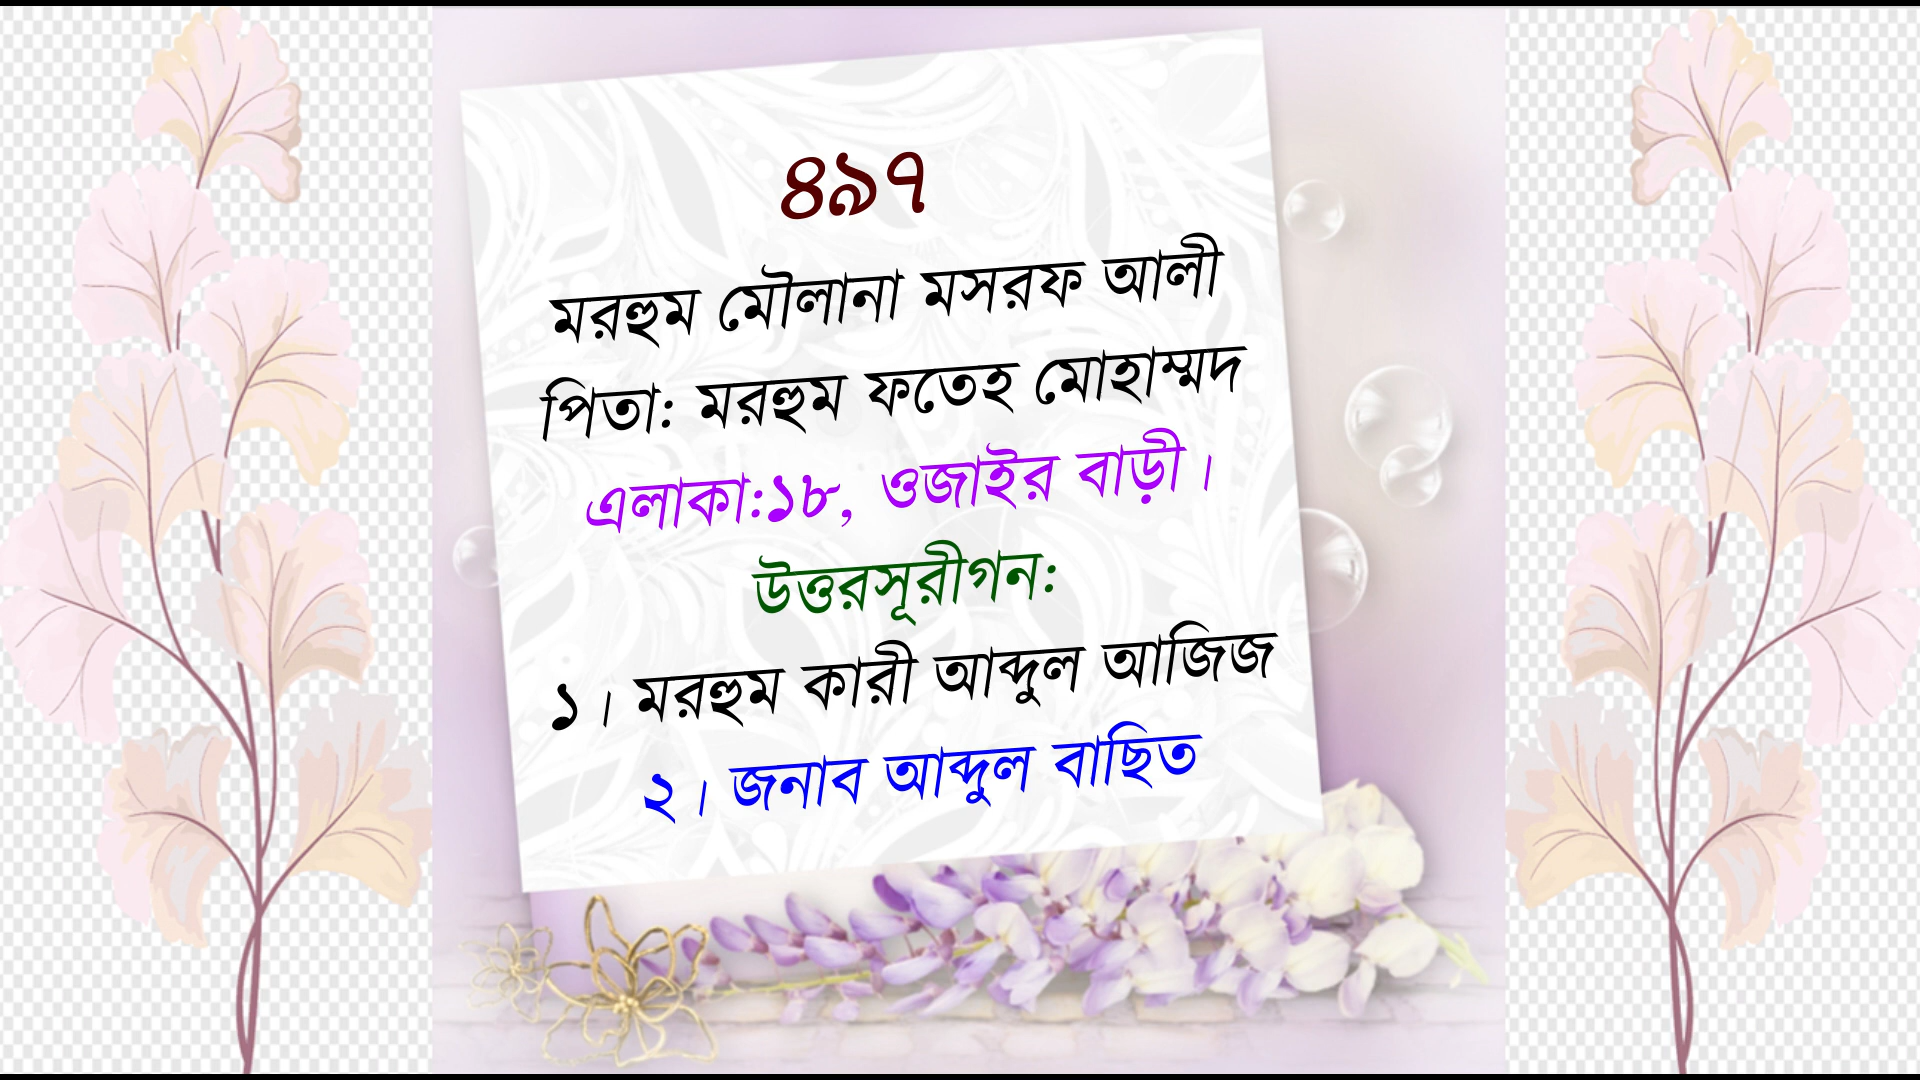 ৪৯৭
মরহুম মৌলানা মসরফ আলী
পিতা: মরহুম ফতেহ মোহাম্মদ
এলাকা:১৮, ওজাইর বাড়ী।
উত্তরসূরীগন:
১। মরহুম কারী আব্দুল আজিজ
২। জনাব আব্দুল বাছিত